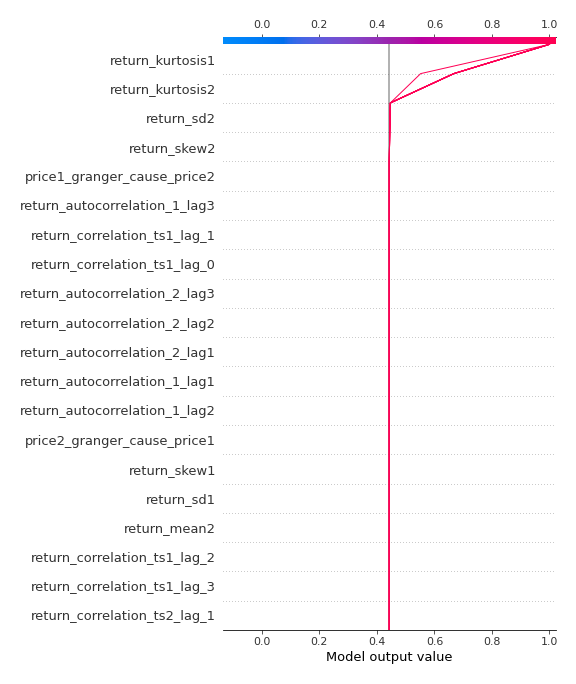 0.0 0.2 0.4 0.6 0.8 1.0
return_kurtosis1
return_kurtosis2
return_sd2
return_skew2
price1_granger_cause_price2
return_autocorrelation_1_lag3
return_correlation_ts1_lag_1
return_correlation_ts1_lag_0
return_autocorrelation_2_lag3
return_autocorrelation_2_lag2
return_autocorrelation_2_lag1
return_autocorrelation_1_lag1
return_autocorrelation_1_lag2
price2_granger_cause_price1
return_skew1
return_sd1
return_mean2
return_correlation_ts1_lag_2
return_correlation_ts1_lag_3
return_correlation_ts2_lag_1
0.0 0.2 0.4 0.6 0.8 1.0
Model output value